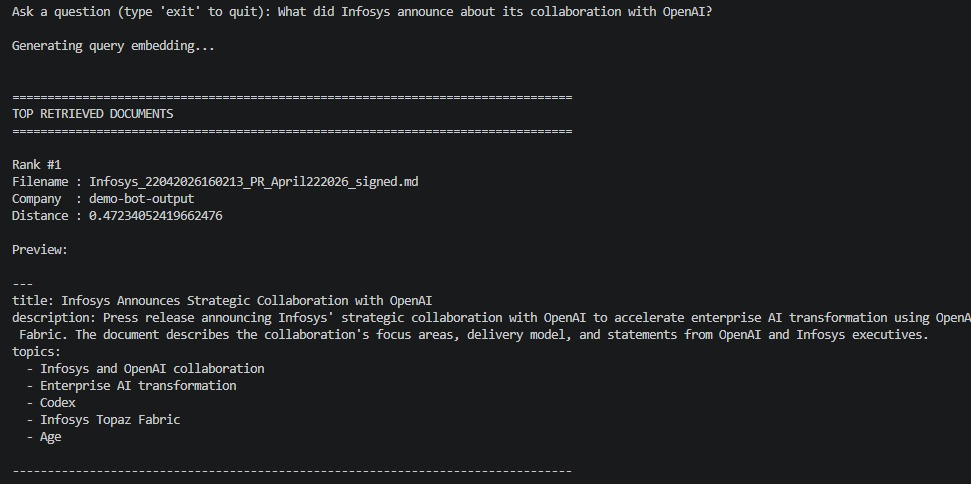 Ask a question (type 'exit' to quit): What did Infosys announce about its collaboration with OpenAI?
Generating query embedding...
================================================================================
TOP RETRIEVED DOCUMENTS
================================================================================
Rank #1
Filename : Infosys_22042026160213_PR_April222026_signed.md
Company  : demo-bot-output
Distance : 0.47234052419662476
Preview:
---
title: Infosys Announces Strategic Collaboration with OpenAI
description: Press release announcing Infosys' strategic collaboration with OpenAI to accelerate enterprise AI transformation using OpenA
Fabric. The document describes the collaboration's focus areas, delivery model, and statements from OpenAI and Infosys executives.
topics:
- Infosys and OpenAI collaboration
- Enterprise AI transformation
- Codex
- Infosys Topaz Fabric
- Age
--------------------------------------------------------------------------------